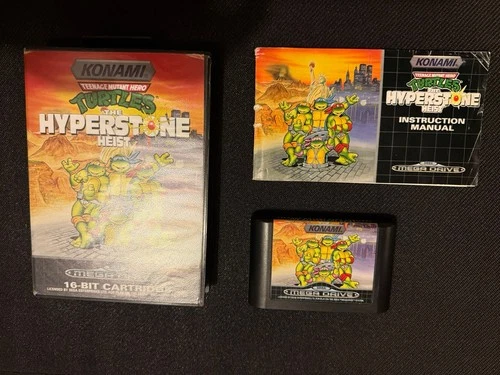 KONAMI
TEENAGE MUTANT HERO
TURTLES
THE
HYPERSTONE
HEIST
MEGA DRIVE
16-BIT CARTRIDGE
KONAMI
TEENAGE MUTANT HERO
TURTLES
THE
HYPERSTONE
HEIST
INSTRUCTION
MANUAL
MEGA DRIVE
KONAMI
MEGA DRIVE